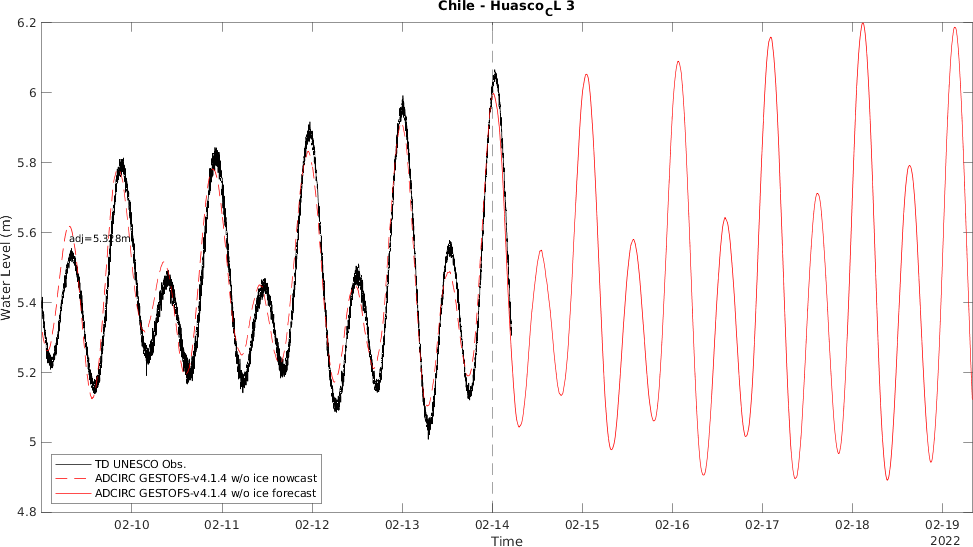 Chile - Huasco_CL 3
Water Level (m)
6.2
6
5.8
5.6
5.4
5.2
5
4.8
adj=5.328m
TD UNESCO Obs.
ADCIRC GESTOFS-v4.1.4 w/o ice nowcast
ADCIRC GESTOFS-v4.1.4 w/o ice forecast
02-10 02-11 02-12 02-13 02-14 02-15 02-16 02-17 02-18 02-19
Time
2022